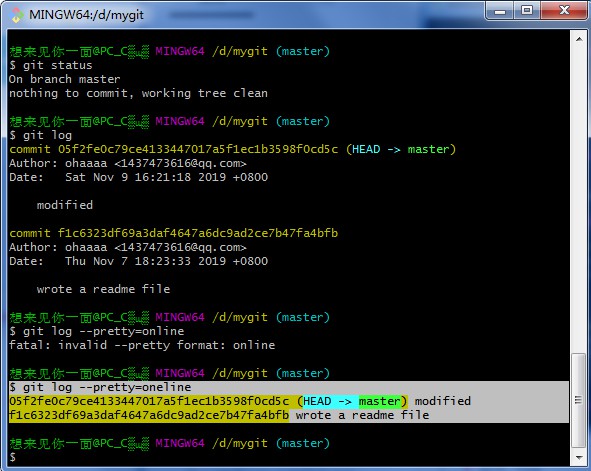 MINGW64:/d/mygit
想来见你一面@PC_C MINGW64 /d/mygit (master)
$ git status
On branch master
nothing to commit, working tree clean
想来见你一面@PC_C MINGW64 /d/mygit (master)
$ git log
commit 05f2fe0c79ce4133447017a5f1ec1b3598f0cd5c (HEAD -> master)
Author: ohaaaa <1437473616@qq.com>
Date:   Sat Nov 9 16:21:18 2019 +0800
modified
commit f1c6323df69a3daf4647a6dc9ad2ce7b47fa4bfb
Author: ohaaaa <1437473616@qq.com>
Date:   Thu Nov 7 18:23:33 2019 +0800
wrote a readme file
想来见你一面@PC_C MINGW64 /d/mygit (master)
$ git log --pretty=online
fatal: invalid --pretty format: online
想来见你一面@PC_C MINGW64 /d/mygit (master)
$ git log --pretty=oneline
05f2fe0c79ce4133447017a5f1ec1b3598f0cd5c (HEAD -> master) modified
f1c6323df69a3daf4647a6dc9ad2ce7b47fa4bfb wrote a readme file
想来见你一面@PC_C MINGW64 /d/mygit (master)
$